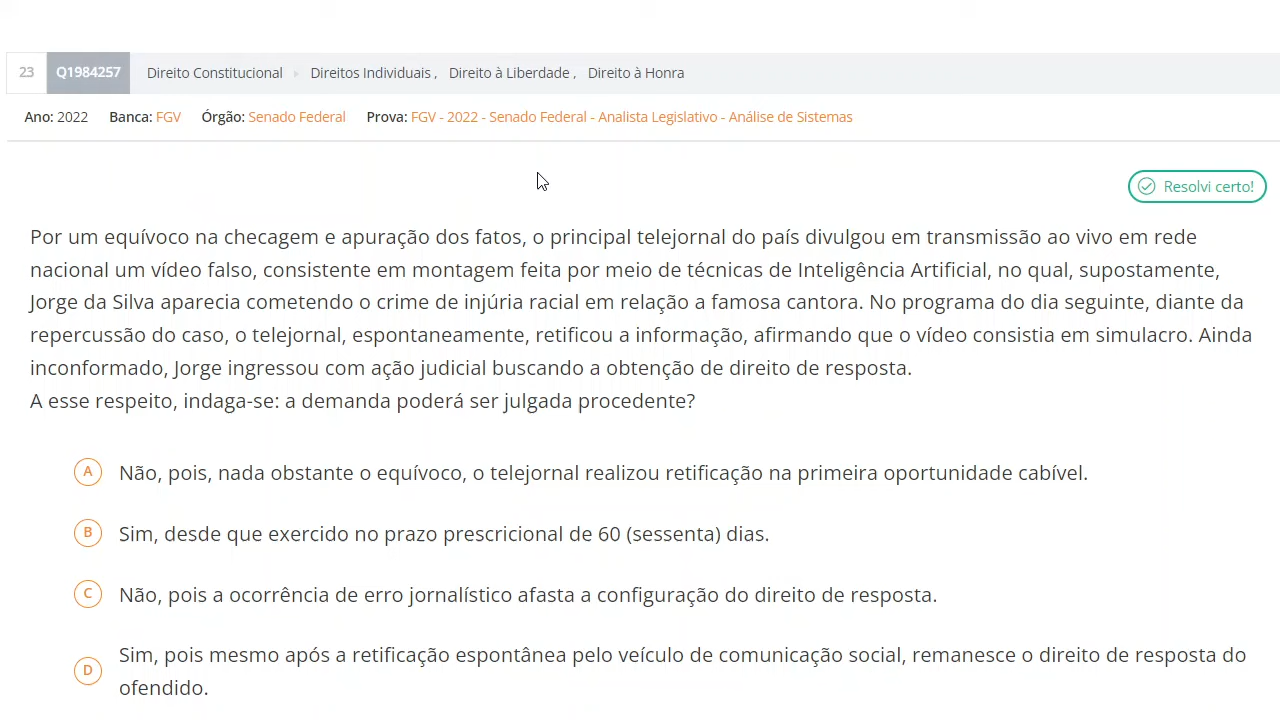 23 Q1984257 Direito Constitucional Direitos Individuais , Direito à Liberdade , Direito à Honra
Ano: 2022 Banca: FGV Órgão: Senado Federal Prova: FGV - 2022 - Senado Federal - Analista Legislativo - Análise de Sistemas
Resolvi certo!
Por um equívoco na checagem e apuração dos fatos, o principal telejornal do país divulgou em transmissão ao vivo em rede
nacional um vídeo falso, consistente em montagem feita por meio de técnicas de Inteligência Artificial, no qual, supostamente,
Jorge da Silva aparecia cometendo o crime de injúria racial em relação a famosa cantora. No programa do dia seguinte, diante da
repercussão do caso, o telejornal, espontaneamente, retificou a informação, afirmando que o vídeo consistia em simulacro. Ainda
inconformado, Jorge ingressou com ação judicial buscando a obtenção de direito de resposta.
A esse respeito, indaga-se: a demanda poderá ser julgada procedente?
A Não, pois, nada obstante o equívoco, o telejornal realizou retificação na primeira oportunidade cabível.
B Sim, desde que exercido no prazo prescricional de 60 (sessenta) dias.
C Não, pois a ocorrência de erro jornalístico afasta a configuração do direito de resposta.
D Sim, pois mesmo após a retificação espontânea pelo veículo de comunicação social, remanesce o direito de resposta do
ofendido.